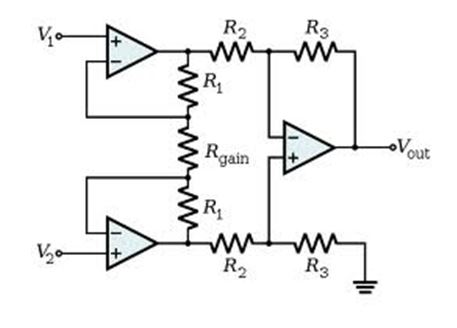 R₂ R₃
V₁
+
−
R₁
−
Rgain
+
Vout
R₁
−
V₂
+
R₂ R₃